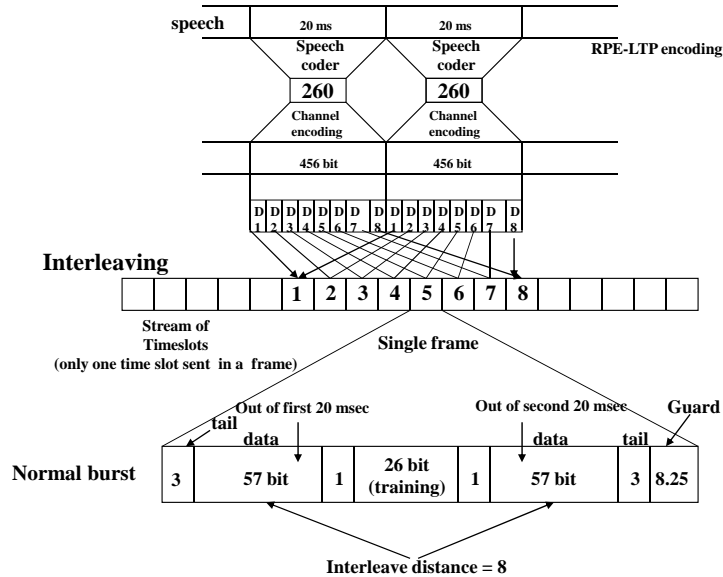 speech
20 ms
20 ms
RPE-LTP encoding
Speech
coder
Speech
coder
260
260
Channel
encoding
Channel
encoding
456 bit
456 bit
D D D D D D D D D D D D D D D D
1 2 3 4 5 6 7 8 1 2 3 4 5 6 7 8
Interleaving
1 2 3 4 5 6 7 8
Stream of
Timeslots
(only one time slot sent in a frame)
Single frame
Out of first 20 msec
Out of second 20 msec
Guard
tail
data
data
tail
Normal burst
3
57 bit
1
26 bit
(training)
1
57 bit
3
8.25
Interleave distance = 8